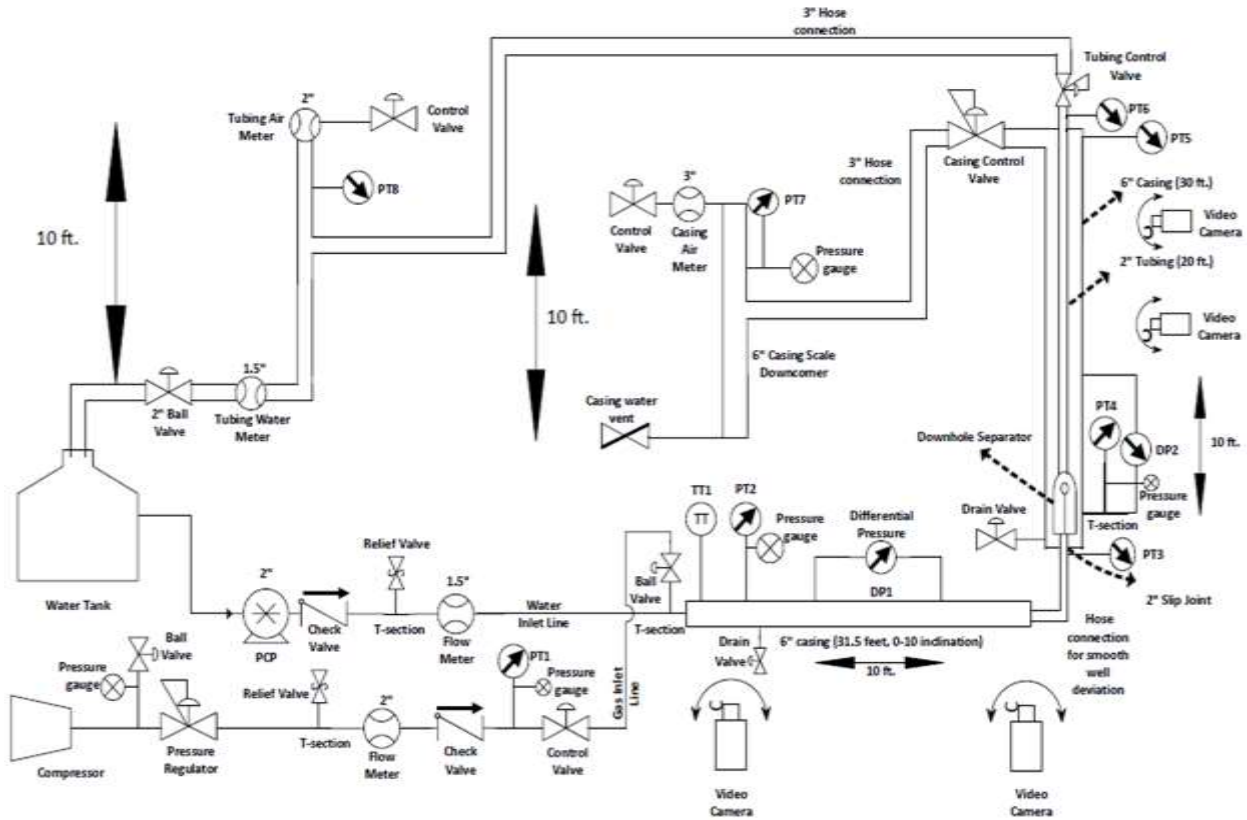 3" Hose
connection
Tubing Control
Valve
2"
Tubing Air
Meter
Control
Valve
PT6
PT5
PT8
Casing Control
Valve
3" Hose
connection
6" Casing (30 ft.)
Video
Camera
10 ft.
3"
PT7
Control
Valve
Casing
Air
Meter
Pressure
gauge
2" Tubing (20 ft.)
10 ft.
Video
Camera
6" Casing Scale
Downcomer
1.5"
2" Ball
Valve
Tubing Water
Meter
Casing water
vent
PT4
10 ft.
DP2
Downhole Separator
Pressure
gauge
T-section
TT1
TT
PT2
Pressure
gauge
Differential
Pressure
DP1
Drain Valve
PT3
2" Slip Joint
Relief Valve
Ball
Valve
Water Tank
2"
PCP
Check
Valve
T-section
1.5"
Flow
Meter
Water
Inlet Line
T-section
6" casing (31.5 feet, 0-10 inclination)
10 ft.
Drain
Valve
Hose
connection
for smooth
well
deviation
Ball
Valve
Pressure
gauge
Relief Valve
PT1
Pressure
gauge
Gas Inlet
Line
Compressor
Pressure
Regulator
T-section
2"
Flow
Meter
Check
Valve
Control
Valve
Video
Camera
Video
Camera